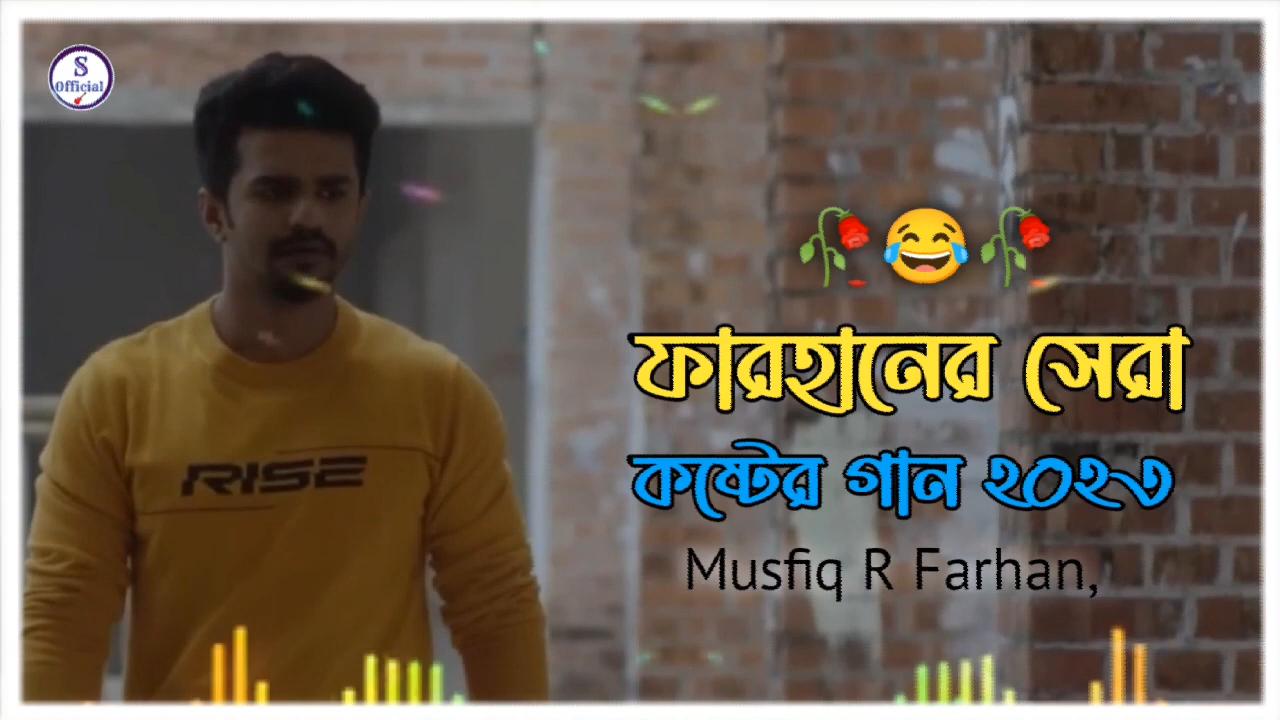 S
Official
🥀😂🥀
ফারহানের সেরা
কষ্টের গান ২০২৩
Musfiq R Farhan,
RISE